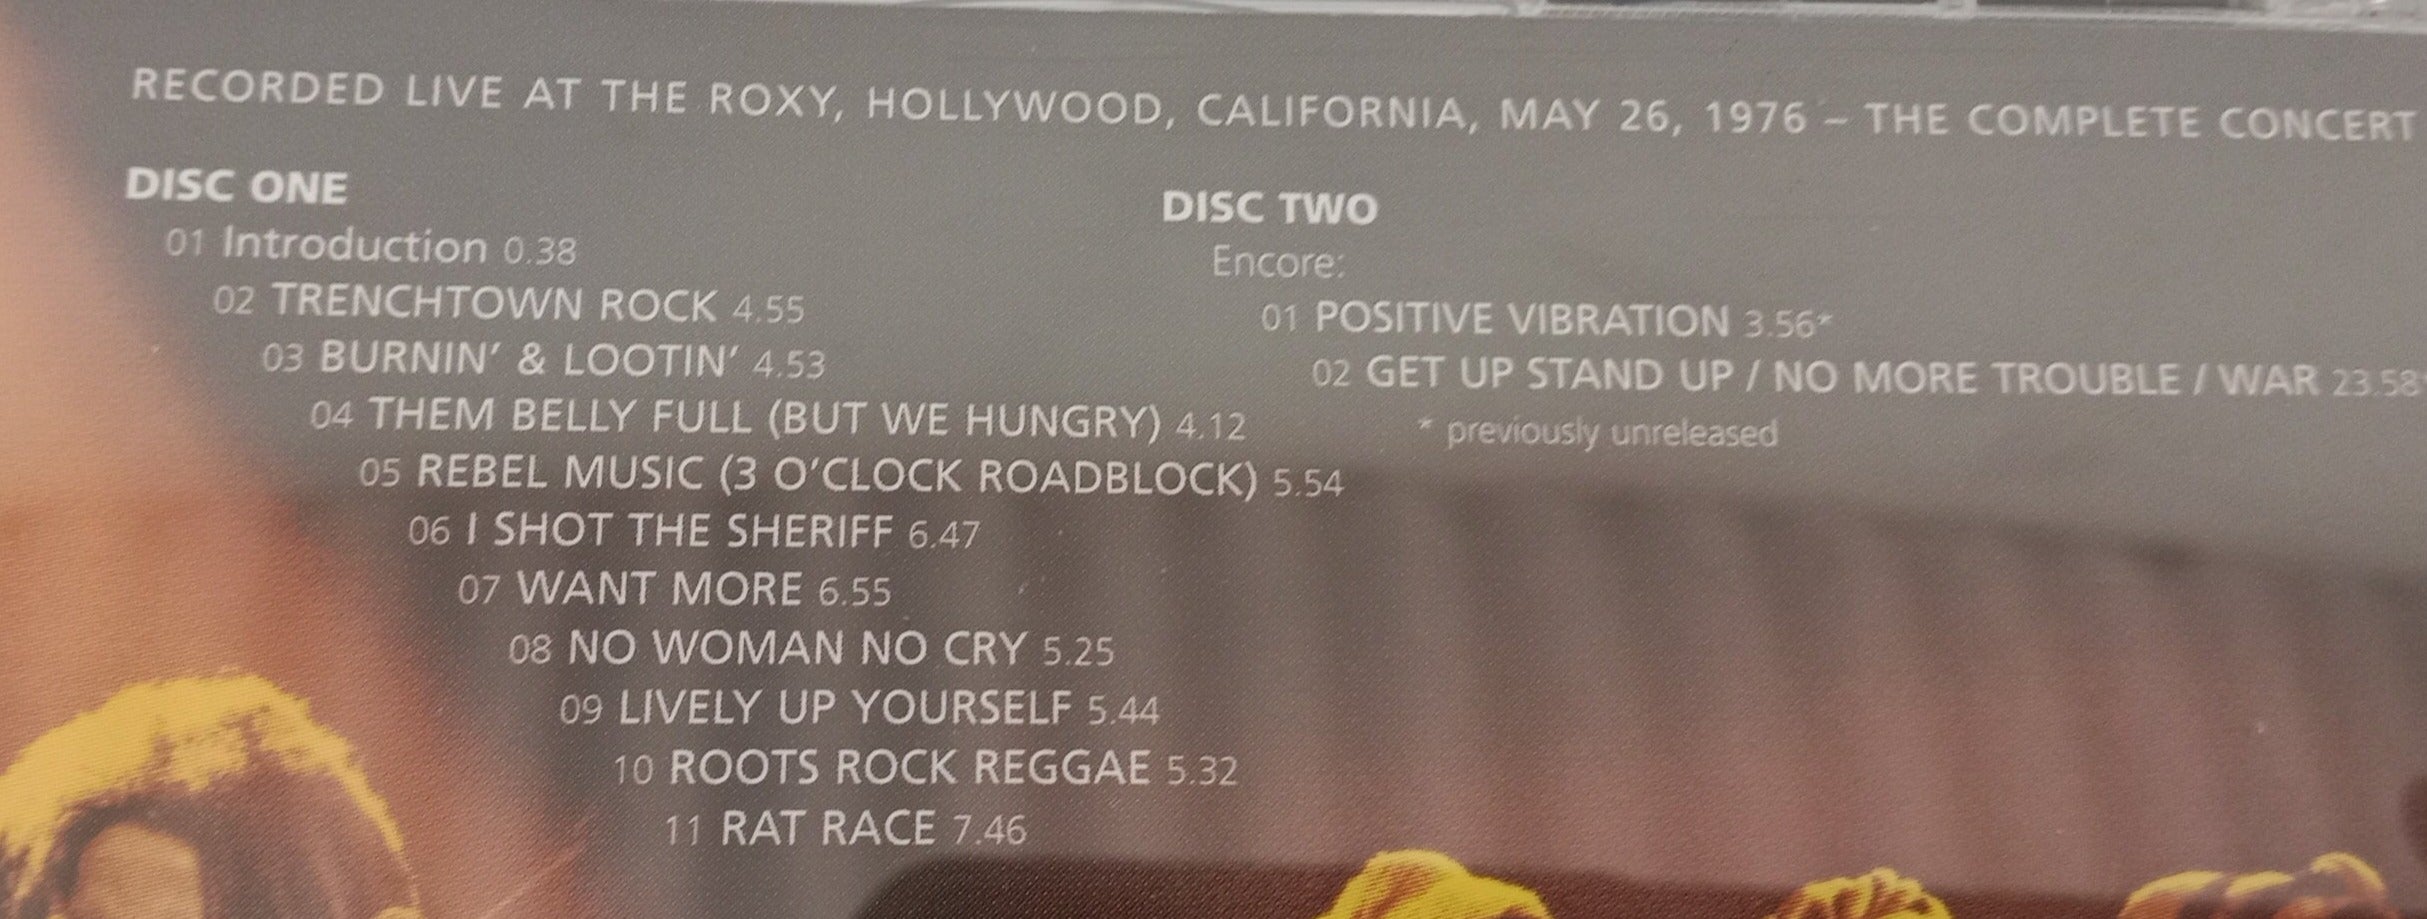 RECORDED LIVE AT THE ROXY, HOLLYWOOD, CALIFORNIA, MAY 26, 1976 – THE COMPLETE CONCERT
DISC ONE
01 Introduction 0.38
02 TRENCHTOWN ROCK 4.55
03 BURNIN' & LOOTIN' 4.53
04 THEM BELLY FULL (BUT WE HUNGRY) 4.12
05 REBEL MUSIC (3 O'CLOCK ROADBLOCK) 5.54
06 I SHOT THE SHERIFF 6.47
07 WANT MORE 6.55
08 NO WOMAN NO CRY 5.25
09 LIVELY UP YOURSELF 5.44
10 ROOTS ROCK REGGAE 5.32
11 RAT RACE 7.46
DISC TWO
Encore:
01 POSITIVE VIBRATION 3.56*
02 GET UP STAND UP / NO MORE TROUBLE / WAR 23.58*
* previously unreleased